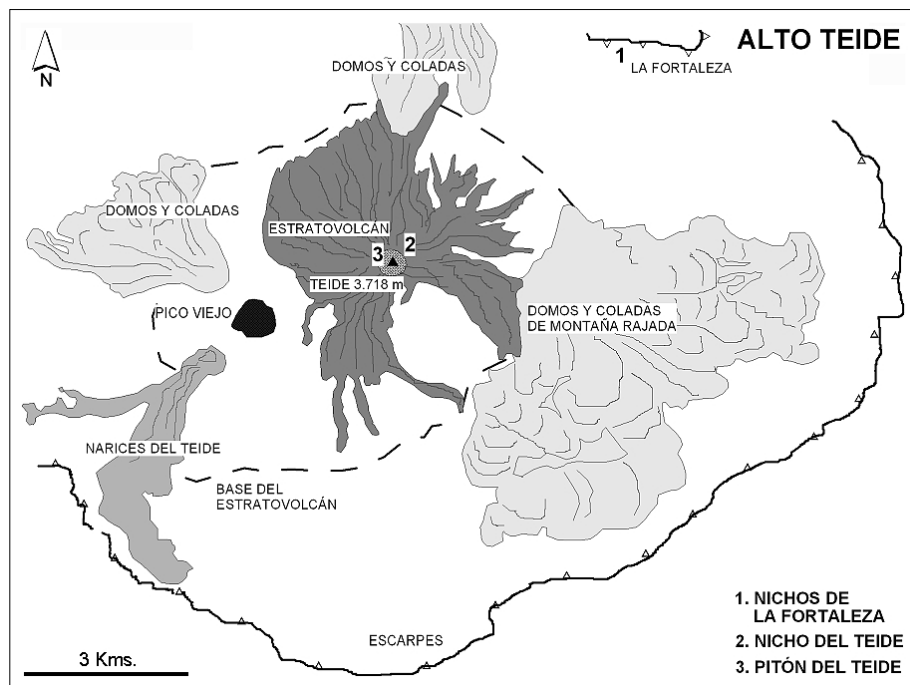 ALTO TEIDE
1
LA FORTALEZA
N
DOMOS Y COLADAS
DOMOS Y COLADAS
ESTRATOVOLCÁN
2
3
TEIDE 3.718 m
PICO VIEJO
DOMOS Y COLADAS
DE MONTAÑA RAJADA
NARICES DEL TEIDE
BASE DEL
ESTRATOVOLCÁN
ESCARPES
3 Kms.
1. NICHOS DE
LA FORTALEZA
2. NICHO DEL TEIDE
3. PITÓN DEL TEIDE